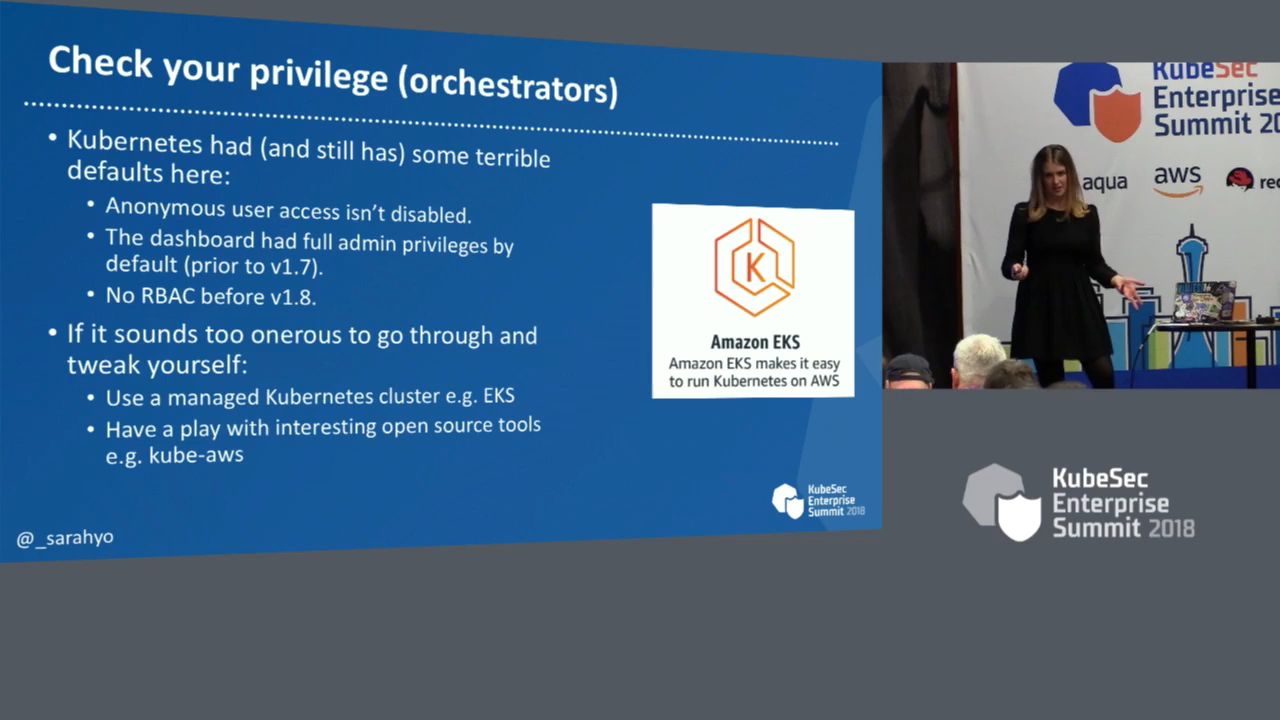 Check your privilege (orchestrators)
• Kubernetes had (and still has) some terrible
defaults here:
• Anonymous user access isn't disabled.
• The dashboard had full admin privileges by
default (prior to v1.7).
• No RBAC before v1.8.
• If it sounds too onerous to go through and
tweak yourself:
• Use a managed Kubernetes cluster e.g. EKS
• Have a play with interesting open source tools
e.g. kube-aws
K
Amazon EKS
Amazon EKS makes it easy
to run Kubernetes on AWS
KubeSec
Enterprise
Summit 2018
@_sarahyo
KubeSec
Enterprise
Summit 20
aqua
aws
KubeSec
Enterprise
Summit 2018